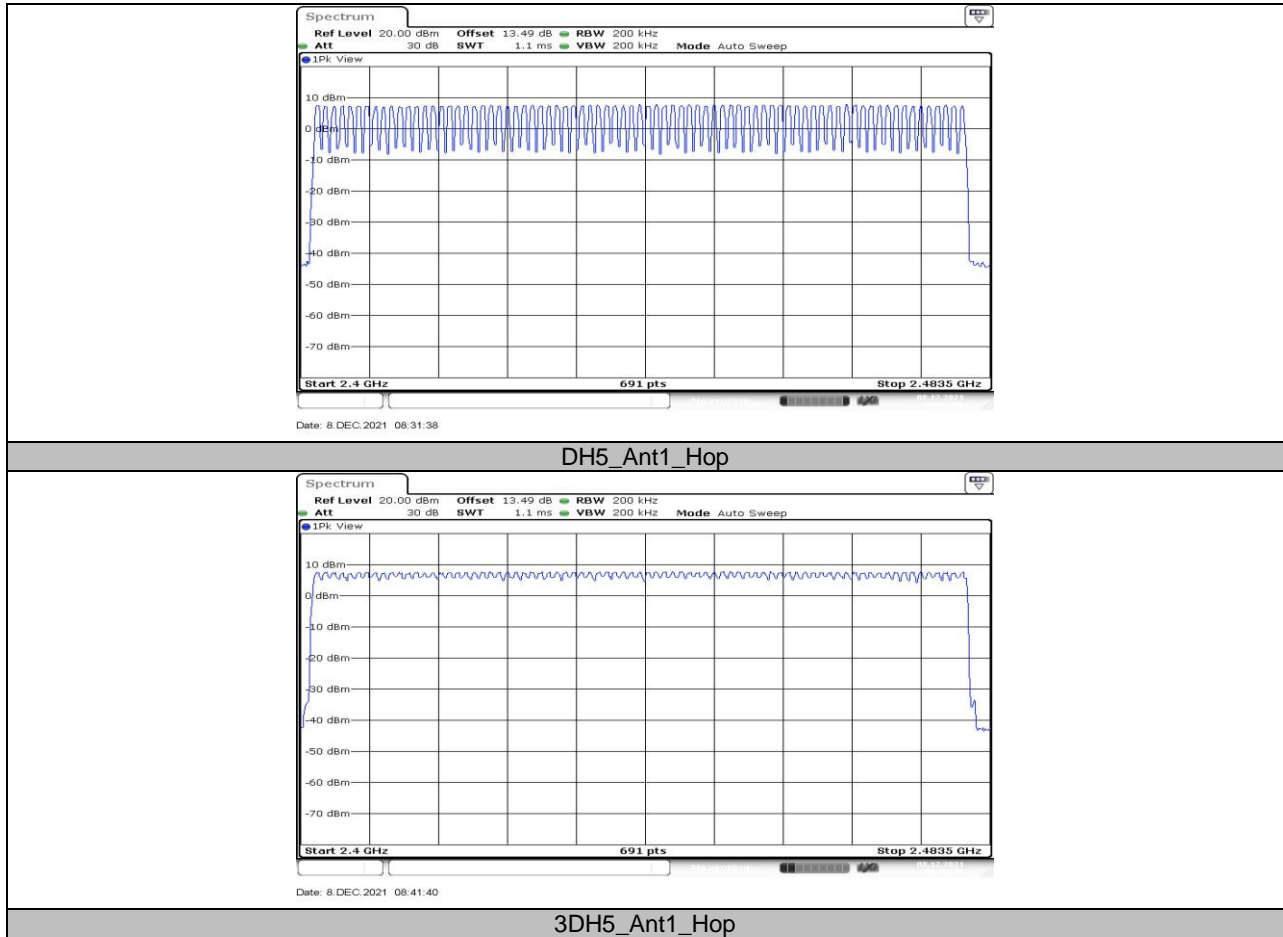 Spectrum
Ref Level 20.00 dBm Offset 13.49 dB RBW 200 kHz
Att 30 dB SWT 1.1 ms VBW 200 kHz Mode Auto Sweep
1Pk View
10 dBm
0 dBm
-10 dBm
-20 dBm
-30 dBm
-40 dBm
-50 dBm
-60 dBm
-70 dBm
Start 2.4 GHz 691 pts Stop 2.4835 GHz
Date: 8.DEC.2021 08:31:38
DH5_Ant1_Hop
Spectrum
Ref Level 20.00 dBm Offset 13.49 dB RBW 200 kHz
Att 30 dB SWT 1.1 ms VBW 200 kHz Mode Auto Sweep
1Pk View
10 dBm
0 dBm
-10 dBm
-20 dBm
-30 dBm
-40 dBm
-50 dBm
-60 dBm
-70 dBm
Start 2.4 GHz 691 pts Stop 2.4835 GHz
Date: 8.DEC.2021 08:41:40
3DH5_Ant1_Hop